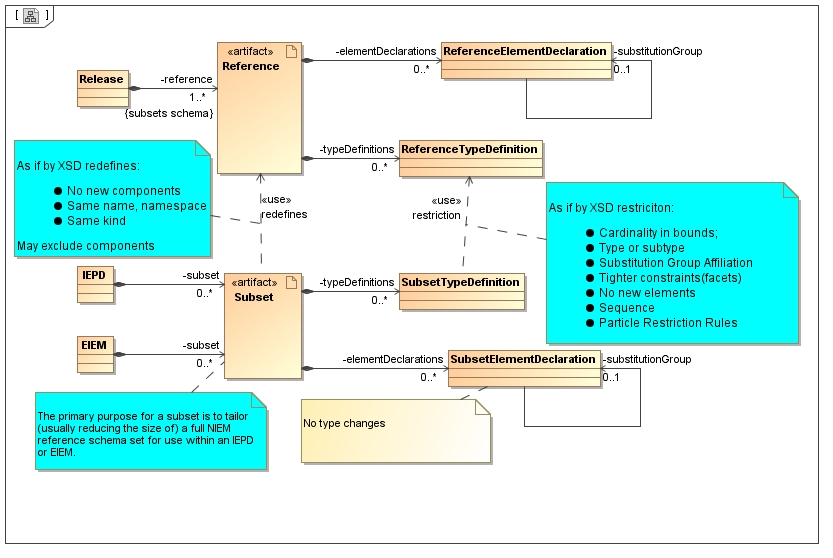 [ ]
«artifact»
Reference
-elementDeclarations
0..*
ReferenceElementDeclaration
-substitutionGroup
0..1
Release
-reference
1..*
{subsets schema}
-typeDefinitions
0..*
ReferenceTypeDefinition
As if by XSD redefines:
● No new components
● Same name, namespace
● Same kind
May exclude components
«use»
redefines
«use»
restriction
As if by XSD restriciton:
● Cardinality in bounds;
● Type or subtype
● Substitution Group Affiliation
● Tighter constraints(facets)
● No new elements
● Sequence
● Particle Restriction Rules
IEPD
-subset
0..*
«artifact»
Subset
-typeDefinitions
0..*
SubsetTypeDefinition
EIEM
-subset
0..*
-elementDeclarations
0..*
SubsetElementDeclaration
-substitutionGroup
0..1
The primary purpose for a subset is to tailor
(usually reducing the size of) a full NIEM
reference schema set for use within an IEPD
or EIEM.
No type changes